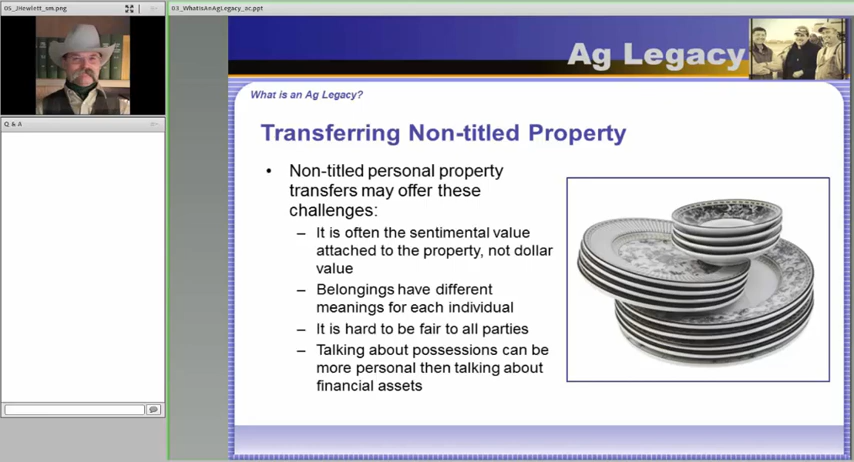 05_JHewlett_sm.png
03_WhatIsAnAgLegacy_ac.ppt
Q & A
Ag Legacy
What is an Ag Legacy?
Transferring Non-titled Property
• Non-titled personal property
transfers may offer these
challenges:
– It is often the sentimental value
attached to the property, not dollar
value
– Belongings have different
meanings for each individual
– It is hard to be fair to all parties
– Talking about possessions can be
more personal then talking about
financial assets